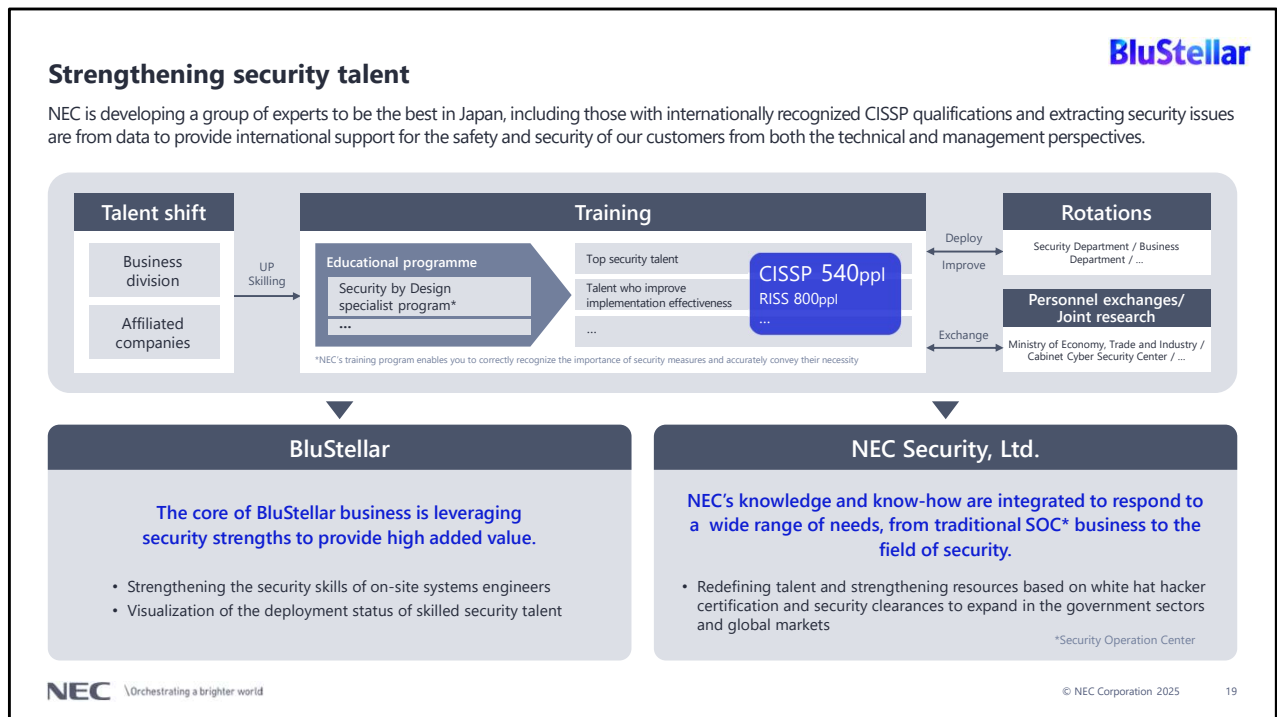 BluStellar
Strengthening security talent
NEC is developing a group of experts to be the best in Japan, including those with internationally recognized CISSP qualifications and extracting security issues
are from data to provide international support for the safety and security of our customers from both the technical and management perspectives.
Talent shift
Business
division
Affiliated
companies
UP
Skilling
Training
Educational programme
Security by Design
specialist program*
...
Top security talent
Talent who improve
implementation effectiveness
...
CISSP 540ppl
RISS 800ppl
...
*NEC's training program enables you to correctly recognize the importance of security measures and accurately convey their necessity
Deploy
Improve
Exchange
Rotations
Security Department / Business
Department / ...
Personnel exchanges/
Joint research
Ministry of Economy, Trade and Industry /
Cabinet Cyber Security Center / ...
BluStellar
The core of BluStellar business is leveraging
security strengths to provide high added value.
• Strengthening the security skills of on-site systems engineers
• Visualization of the deployment status of skilled security talent
NEC Security, Ltd.
NEC's knowledge and know-how are integrated to respond to
a wide range of needs, from traditional SOC* business to the
field of security.
• Redefining talent and strengthening resources based on white hat hacker
certification and security clearances to expand in the government sectors
and global markets
*Security Operation Center
NEC \Orchestrating a brighter world
© NEC Corporation 2025
19